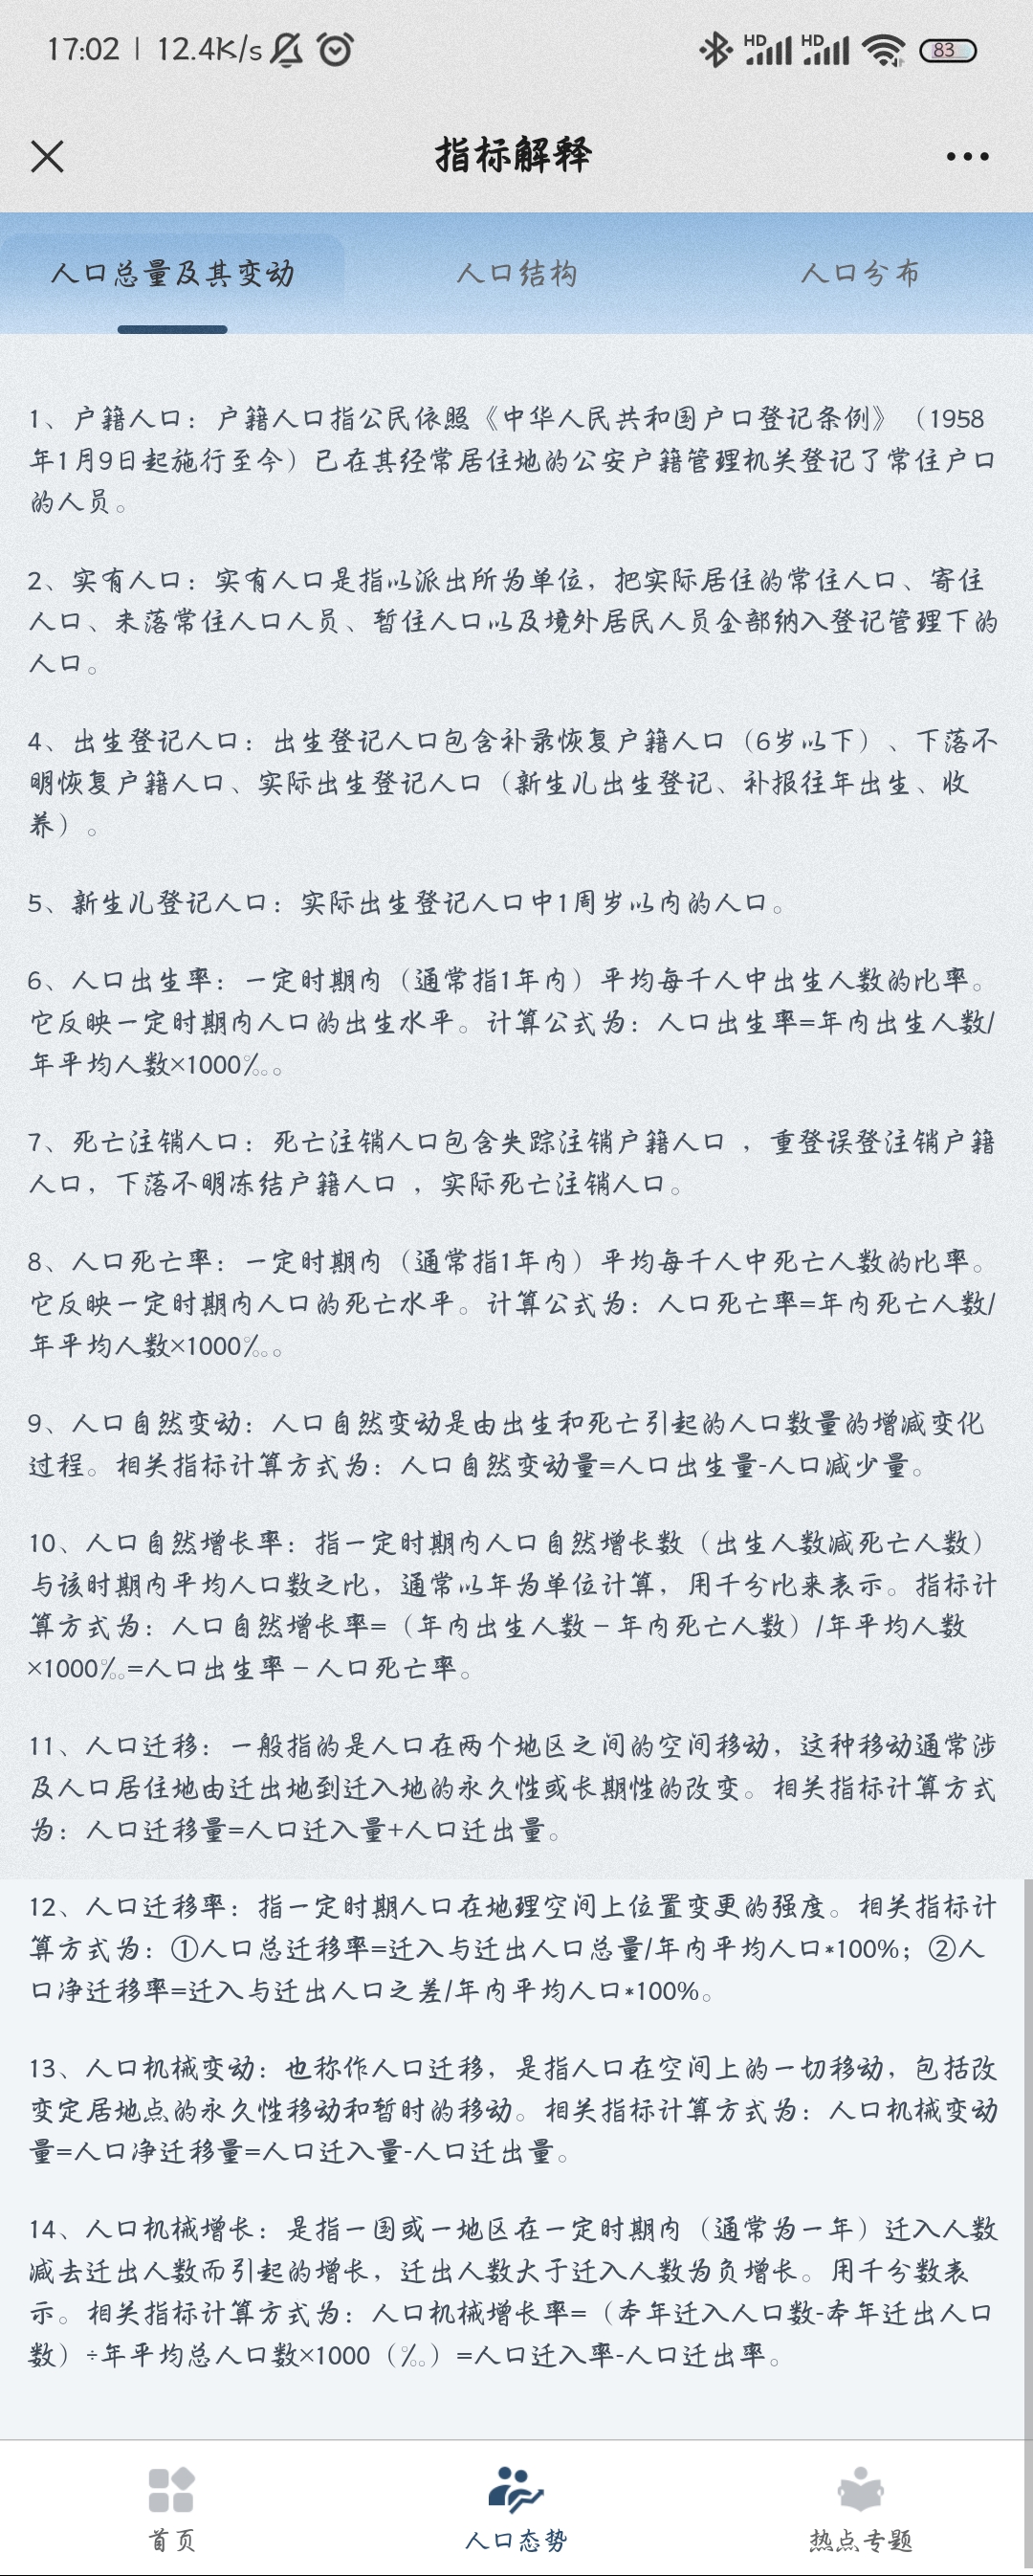 17:02 | 12.4K/s HD HD 83
指标解释
人口总量及其变动 人口结构 人口分布
1、户籍人口：户籍人口指公民依照《中华人民共和国户口登记条例》（1958
年1月9日起施行至今）已在其经常居住地的公安户籍管理机关登记了常住户口
的人员。
2、实有人口：实有人口是指以派出所为单位，把实际居住的常住人口、寄住
人口、未落常住人口人员、暂住人口以及境外居民人员全部纳入登记管理下的
人口。
4、出生登记人口：出生登记人口包含补录恢复户籍人口（6岁以下）、下落不
明恢复户籍人口、实际出生登记人口（新生儿出生登记、补报往年出生、收
养）。
5、新生儿登记人口：实际出生登记人口中1周岁以内的人口。
6、人口出生率：一定时期内（通常指1年内）平均每千人中出生人数的比率。
它反映一定时期内人口的出生水平。计算公式为：人口出生率=年内出生人数/
年平均人数×1000‰。
7、死亡注销人口：死亡注销人口包含失踪注销户籍人口 ，重登误登注销户籍
人口，下落不明冻结户籍人口 ，实际死亡注销人口。
8、人口死亡率：一定时期内（通常指1年内）平均每千人中死亡人数的比率。
它反映一定时期内人口的死亡水平。计算公式为：人口死亡率=年内死亡人数/
年平均人数×1000‰。
9、人口自然变动：人口自然变动是由出生和死亡引起的人口数量的增减变化
过程。相关指标计算方式为：人口自然变动量=人口出生量-人口减少量。
10、人口自然增长率：指一定时期内人口自然增长数（出生人数减死亡人数）
与该时期内平均人口数之比，通常以年为单位计算，用千分比来表示。指标计
算方式为：人口自然增长率=（年内出生人数－年内死亡人数）/年平均人数
×1000‰=人口出生率－人口死亡率。
11、人口迁移：一般指的是人口在两个地区之间的空间移动，这种移动通常涉
及人口居住地由迁出地到迁入地的永久性或长期性的改变。相关指标计算方式
为：人口迁移量=人口迁入量+人口迁出量。
12、人口迁移率：指一定时期人口在地理空间上位置变更的强度。相关指标计
算方式为：①人口总迁移率=迁入与迁出人口总量/年内平均人口*100%；②人
口净迁移率=迁入与迁出人口之差/年内平均人口*100%。
13、人口机械变动：也称作人口迁移，是指人口在空间上的一切移动，包括改
变定居地点的永久性移动和暂时的移动。相关指标计算方式为：人口机械变动
量=人口净迁移量=人口迁入量-人口迁出量。
14、人口机械增长：是指一国或一地区在一定时期内（通常为一年）迁入人数
减去迁出人数而引起的增长，迁出人数大于迁入人数为负增长。用千分数表
示。相关指标计算方式为：人口机械增长率=（本年迁入人口数-本年迁出人口
数）÷年平均总人口数×1000（‰）=人口迁入率-人口迁出率。
首页 人口态势 热点专题